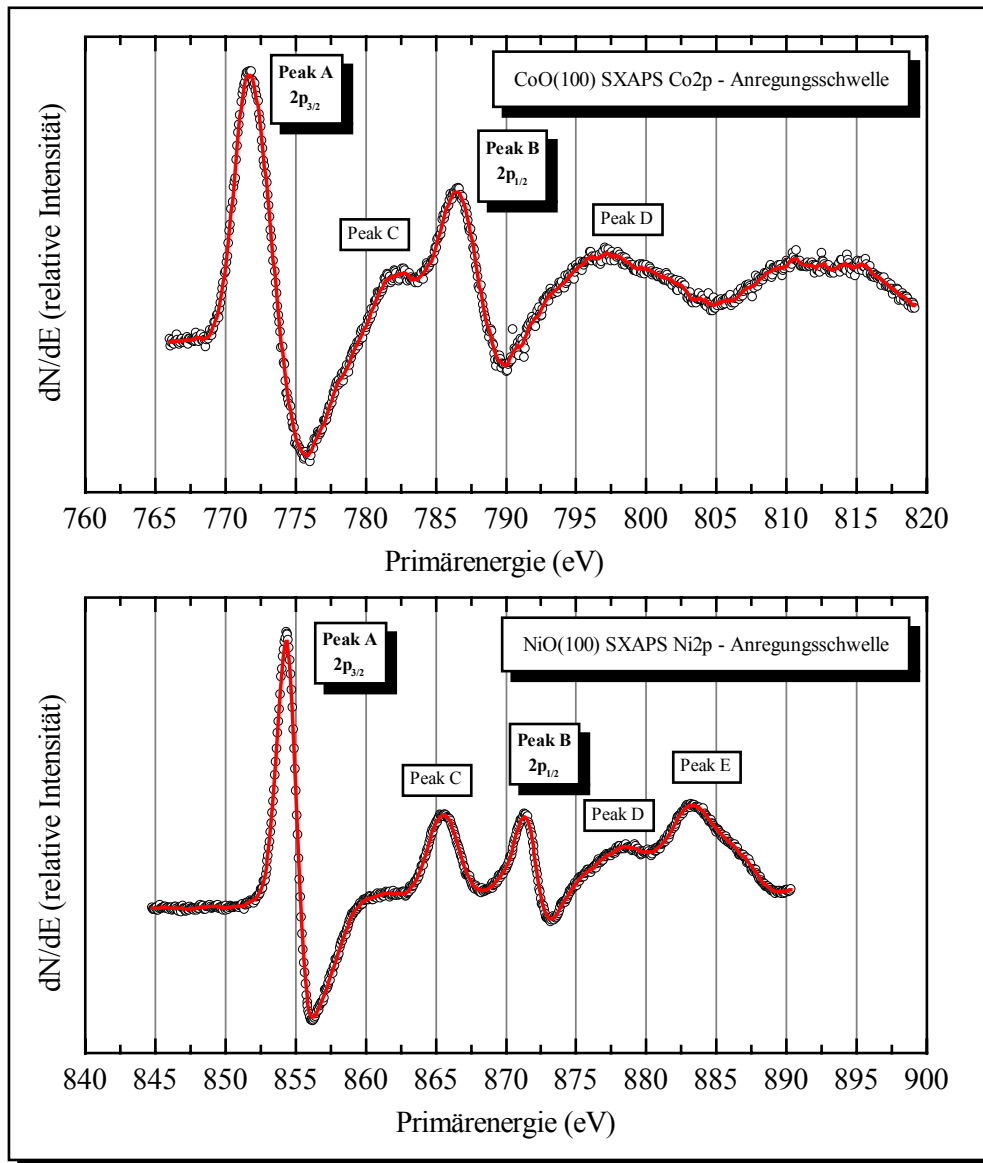 Peak A
2p3/2
CoO(100) SXAPS Co2p - Anregungsschwelle
Peak B
2p1/2
Peak C
Peak D
dN/dE (relative Intensität)
760 765 770 775 780 785 790 795 800 805 810 815 820
Primärenergie (eV)
Peak A
2p3/2
NiO(100) SXAPS Ni2p - Anregungsschwelle
Peak B
2p1/2
Peak C
Peak D
Peak E
dN/dE (relative Intensität)
840 845 850 855 860 865 870 875 880 885 890 895 900
Primärenergie (eV)